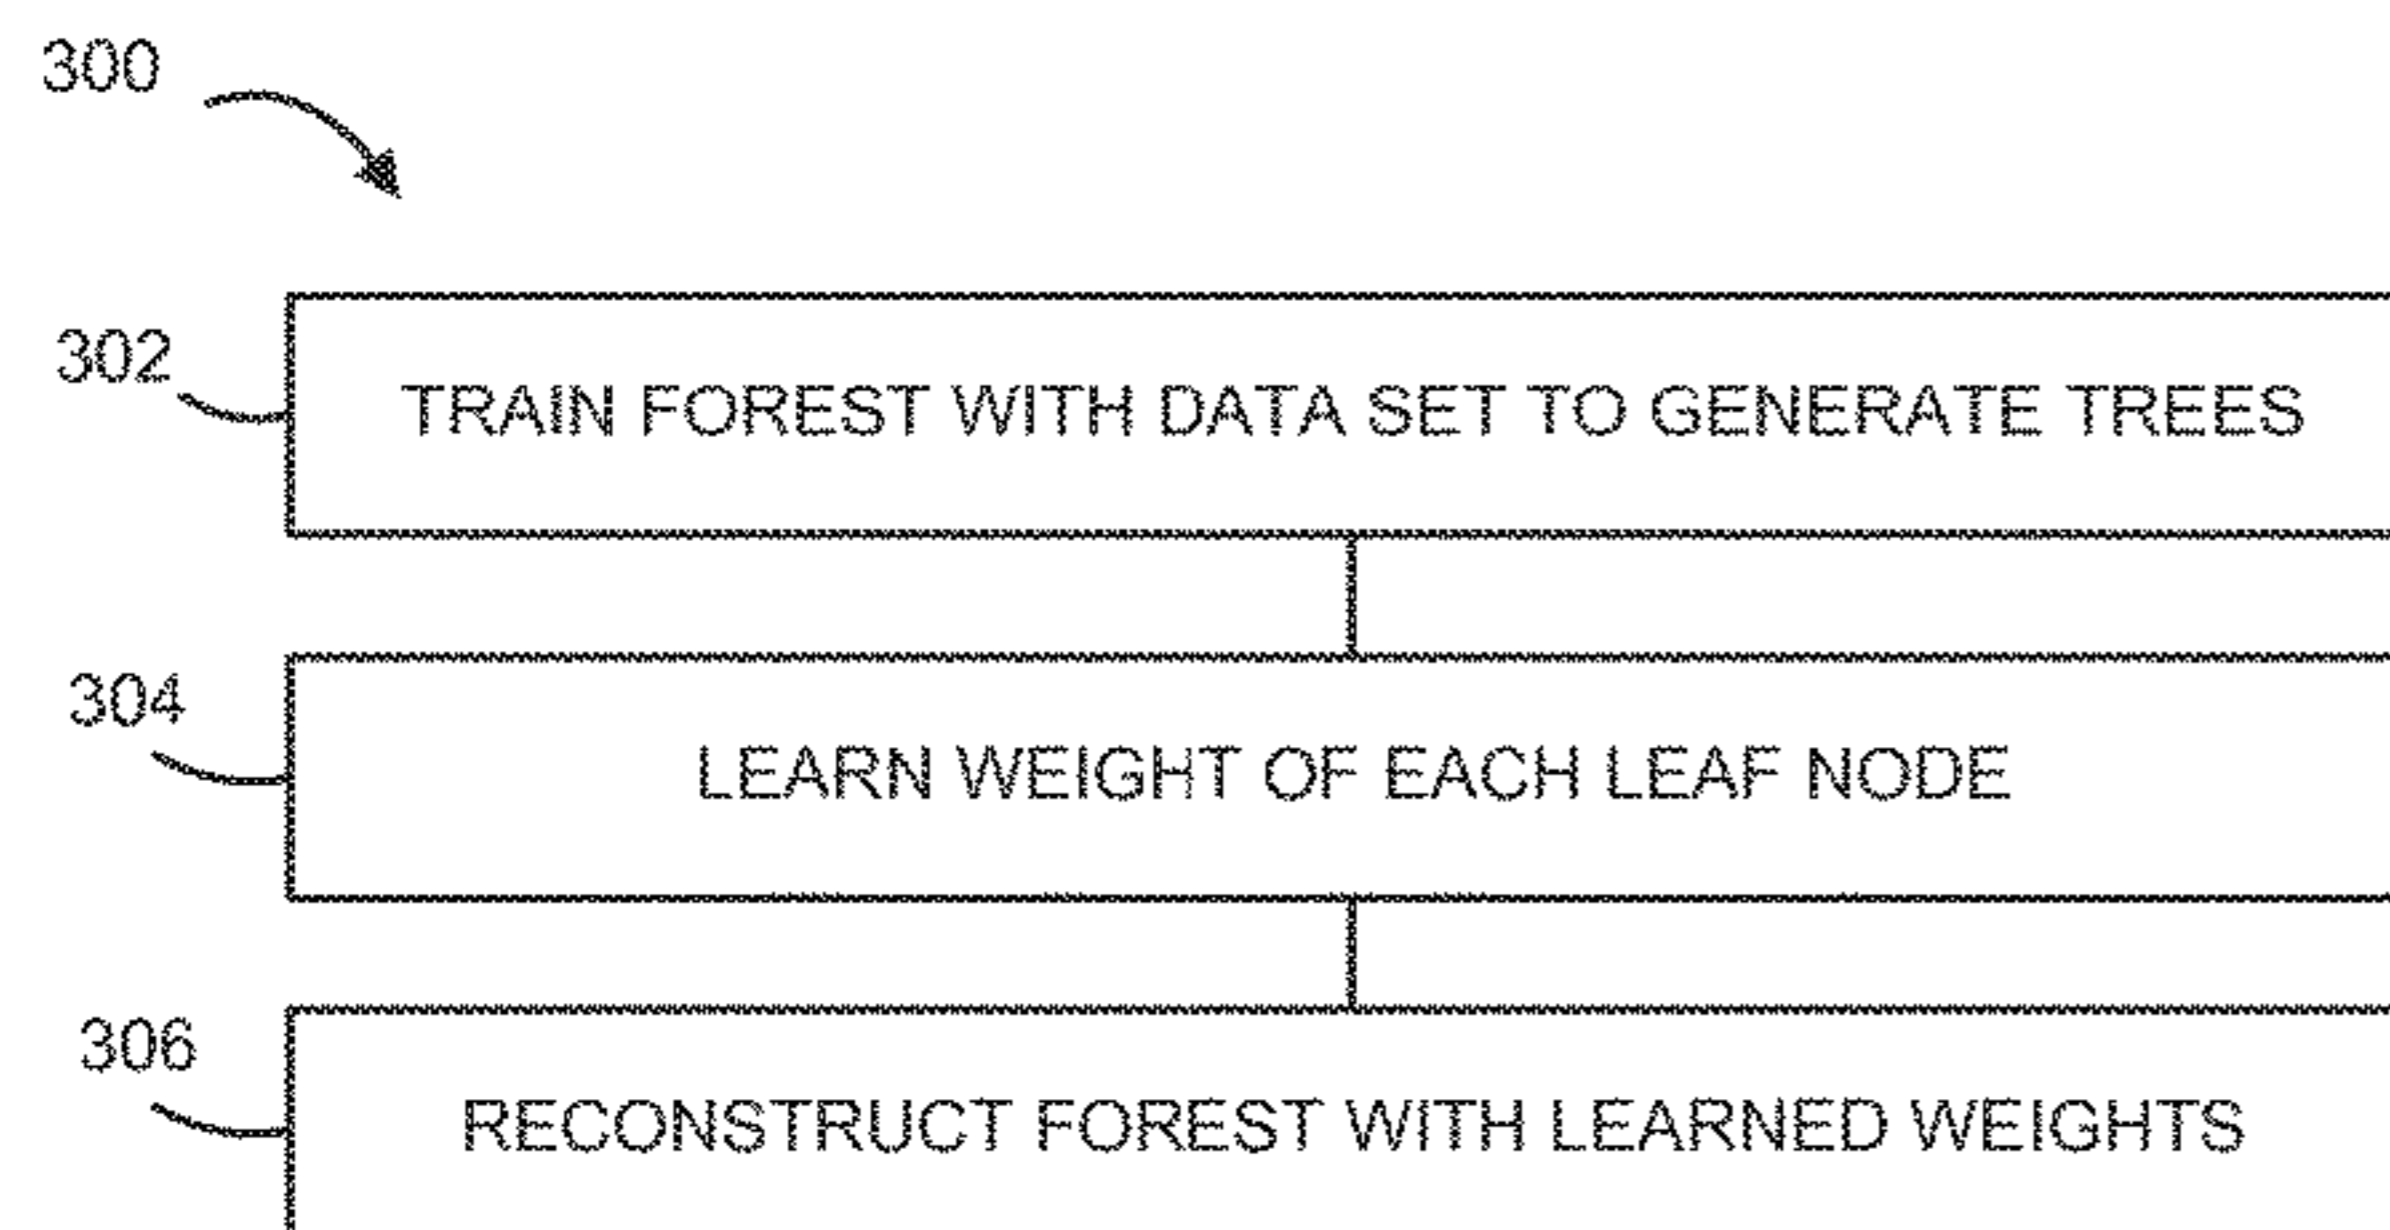 300
302
TRAIN FOREST WITH DATA SET TO GENERATE TREES
304
LEARN WEIGHT OF EACH LEAF NODE
306
RECONSTRUCT FOREST WITH LEARNED WEIGHTS